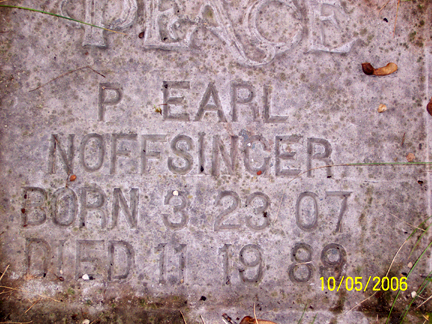 PEACE
P EARL
NOFFSINGER
BORN 3 23 07
DIED 11 19 89
10/05/2006